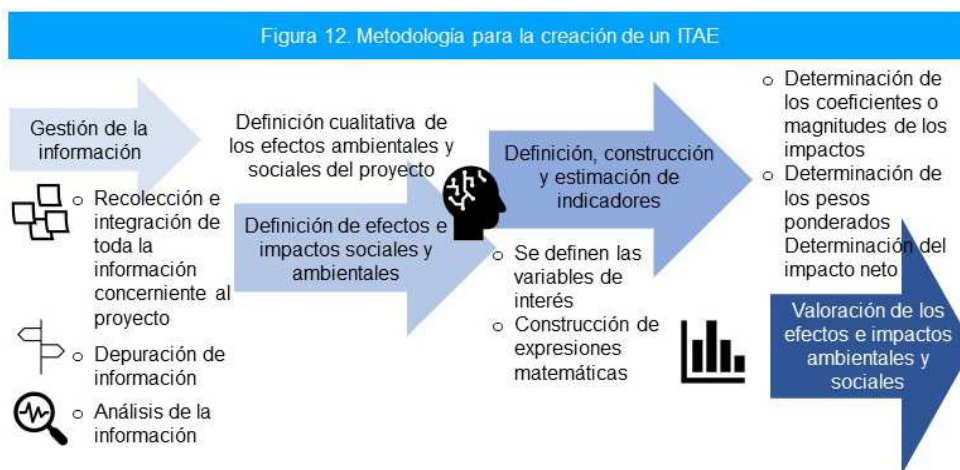 Figura 12. Metodología para la creación de un ITAE
Gestión de la
información
o Recolección e
integración de
toda la
información
concerniente al
proyecto
o Depuración de
información
o Análisis de la
información
Definición cualitativa de
los efectos ambientales y
sociales del proyecto
Definición de efectos e
impactos sociales y
ambientales
Definición, construcción
y estimación de
indicadores
o Se definen las
variables de
interés
o Construcción de
expresiones
matemáticas
o Determinación de
los coeficientes o
magnitudes de los
impactos
o Determinación de
los pesos
ponderados
Determinación del
impacto neto
Valoración de los
efectos e impactos
ambientales y
sociales